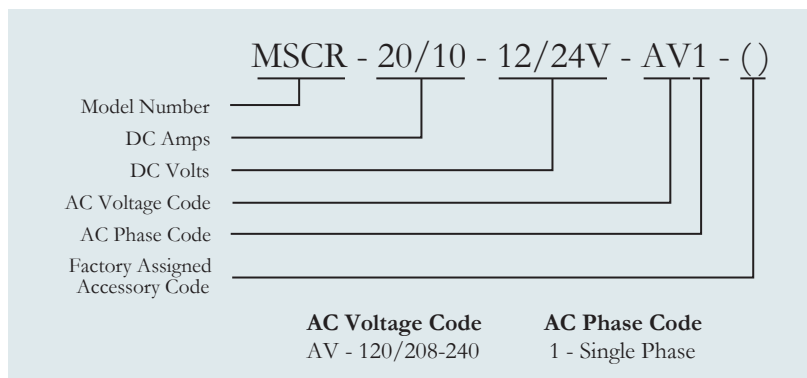 MSCR - 20/10 - 12/24V - AV1 - ( )
Model Number
DC Amps
DC Volts
AC Voltage Code
AC Phase Code
Factory Assigned
Accessory Code
AC Voltage Code
AV - 120/208-240
AC Phase Code
1 - Single Phase